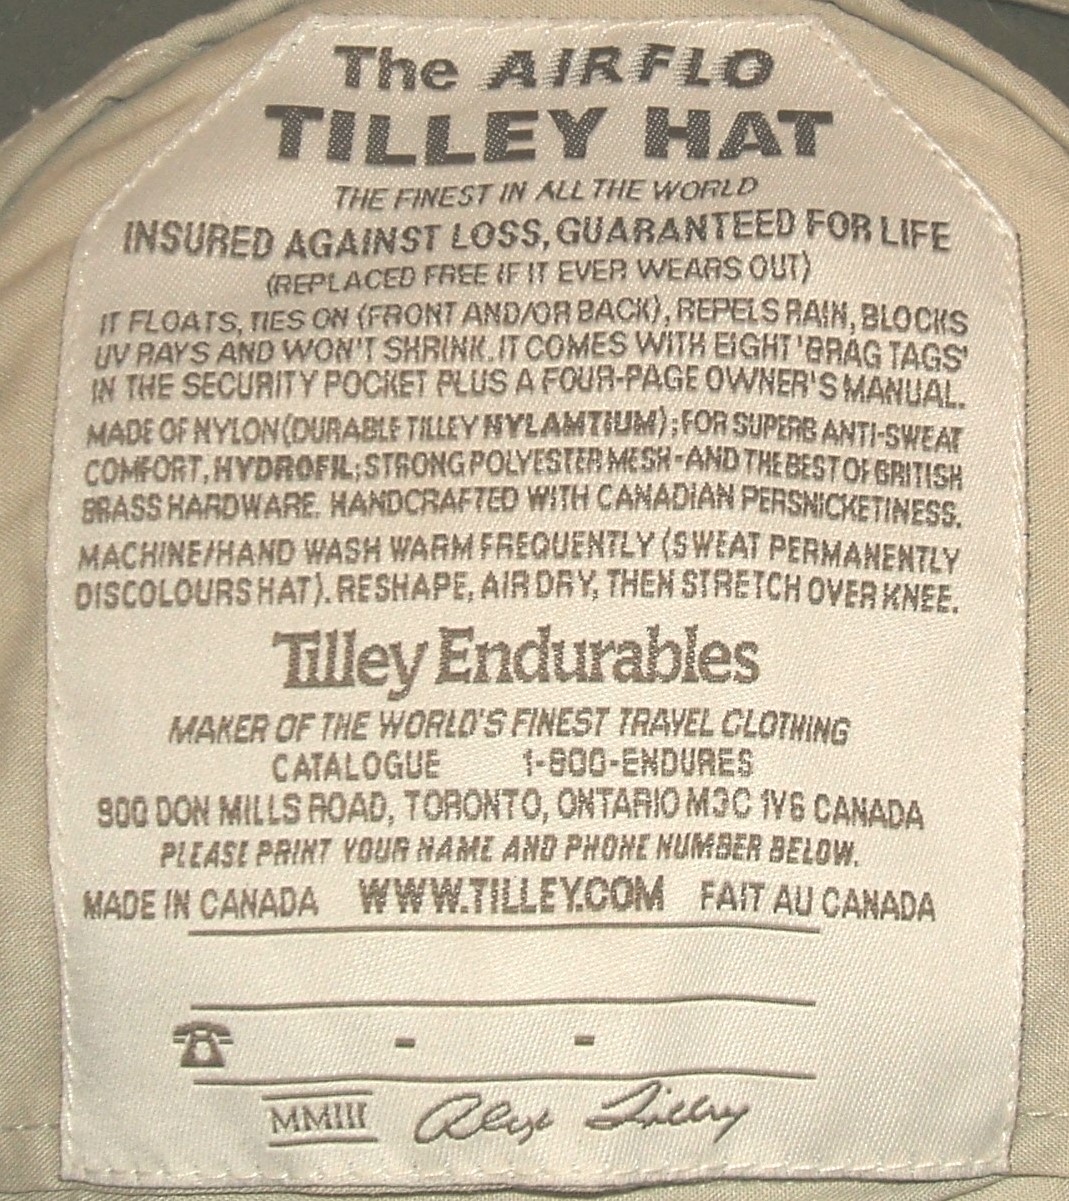 The AIRFLO
TILLEY HAT
THE FINEST IN ALL THE WORLD
INSURED AGAINST LOSS, GUARANTEED FOR LIFE
(REPLACED FREE IF IT EVER WEARS OUT)
IT FLOATS, TIES ON (FRONT AND/OR BACK), REPELS RAIN, BLOCKS
UV RAYS AND WON'T SHRINK. IT COMES WITH EIGHT 'BRAG TAGS'
IN THE SECURITY POCKET PLUS A FOUR-PAGE OWNER'S MANUAL.
MADE OF NYLON (DURABLE TILLEY NYLAMTIUM); FOR SUPERB ANTI-SWEAT
COMFORT, HYDROFIL; STRONG POLYESTER MESH - AND THE BEST OF BRITISH
BRASS HARDWARE. HANDCRAFTED WITH CANADIAN PERSNICKETINESS.
MACHINE/HAND WASH WARM FREQUENTLY (SWEAT PERMANENTLY
DISCOLOURS HAT). RESHAPE, AIR DRY, THEN STRETCH OVER KNEE.
Tilley Endurables
MAKER OF THE WORLD'S FINEST TRAVEL CLOTHING
CATALOGUE 1-800-ENDURES
900 DON MILLS ROAD, TORONTO, ONTARIO M3C 1V6 CANADA
PLEASE PRINT YOUR NAME AND PHONE NUMBER BELOW.
MADE IN CANADA WWW.TILLEY.COM FAIT AU CANADA
☎ - -
MMIII Alex Tilley